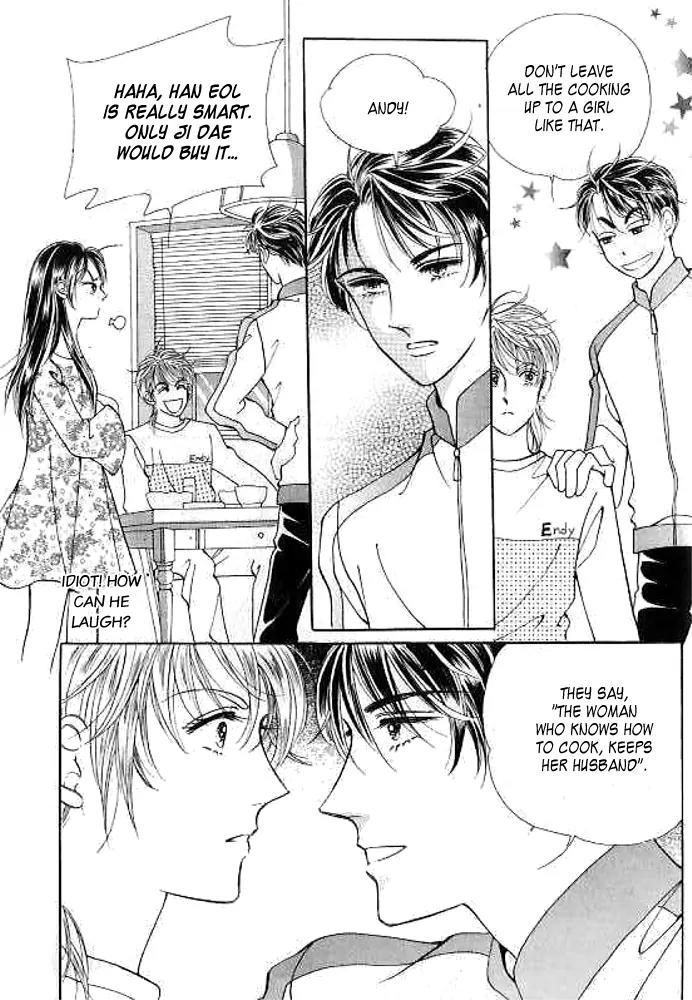 HAHA, HAN EOL
IS REALLY SMART.
ONLY JI DAE
WOULD BUY IT...
Endy
IDIOT! HOW
CAN HE
LAUGH?
ANDY!
DON'T LEAVE
ALL THE COOKING
UP TO A GIRL
LIKE THAT.
Endy
THEY SAY,
"THE WOMAN
WHO KNOWS HOW
TO COOK, KEEPS
HER HUSBAND".